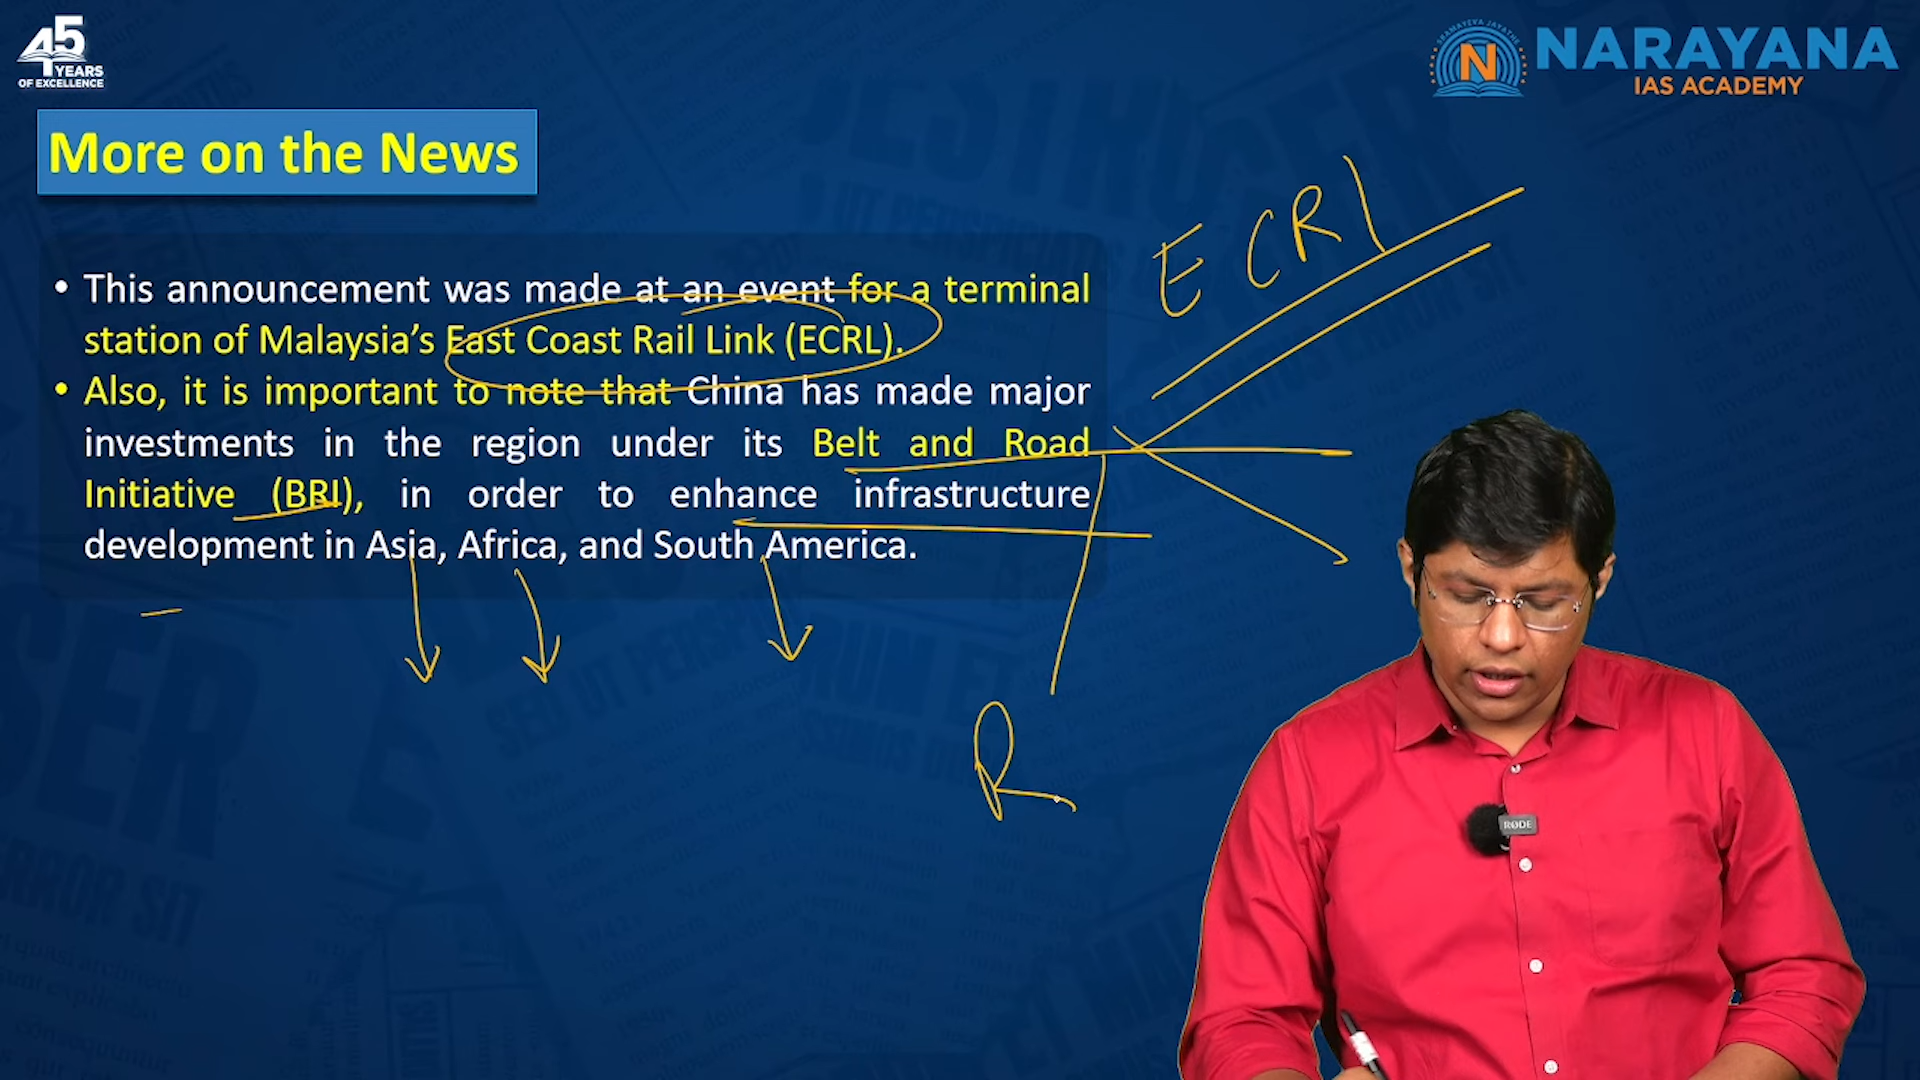 45
YEARS
OF EXCELLENCE
SRAMAYEVA JAYATHE
N
NARAYANA
IAS ACADEMY
More on the News
ECRL
• This announcement was made at an event for a terminal
station of Malaysia’s East Coast Rail Link (ECRL).
• Also, it is important to note that China has made major
investments in the region under its Belt and Road
Initiative (BRI), in order to enhance infrastructure
development in Asia, Africa, and South America.
R
RØDE